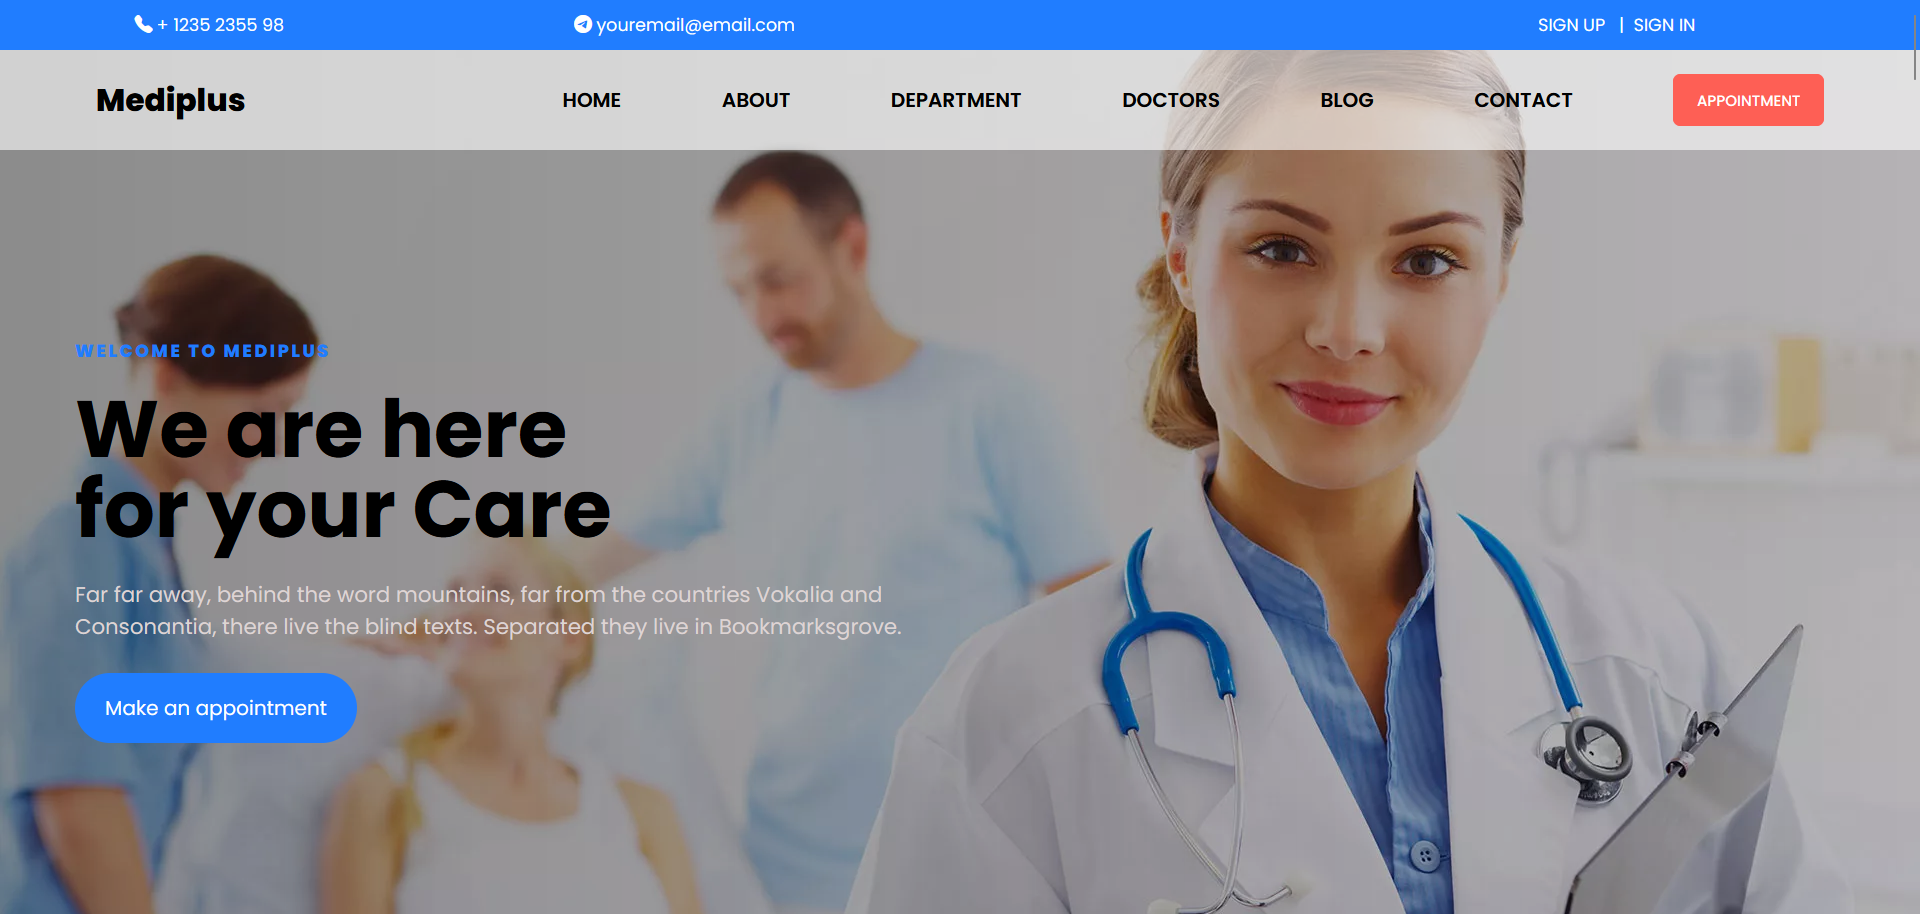 + 1235 2355 98
youremail@email.com
SIGN UP | SIGN IN
Mediplus
HOME
ABOUT
DEPARTMENT
DOCTORS
BLOG
CONTACT
APPOINTMENT
WELCOME TO MEDIPLUS
We are here
for your Care
Far far away, behind the word mountains, far from the countries Vokalia and
Consonantia, there live the blind texts. Separated they live in Bookmarksgrove.
Make an appointment